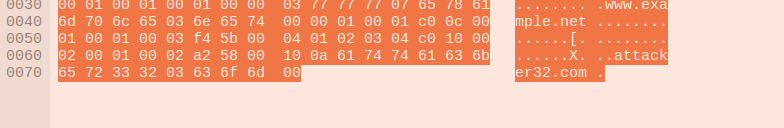 0030 00 01 00 01 00 01 00 00 03 77 77 77 07 65 78 61 ........ .www.exa
0040 6d 70 6c 65 03 6e 65 74 00 00 01 00 01 c0 0c 00 mple.net ........
0050 01 00 01 00 03 f4 5b 00 04 01 02 03 04 c0 10 00 ......[. ........
0060 02 00 01 00 02 a2 58 00 10 0a 61 74 74 61 63 6b ......X. ..attack
0070 65 72 33 32 03 63 6f 6d 00 er32.com .